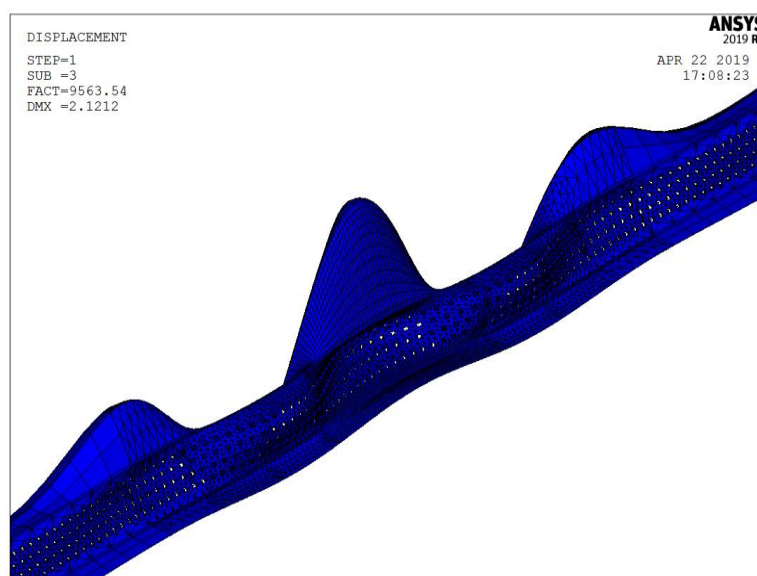 DISPLACEMENT
STEP=1
SUB =3
FACT=9563.54
DMX =2.1212
ANSYS
2019 R
APR 22 2019
17:08:23